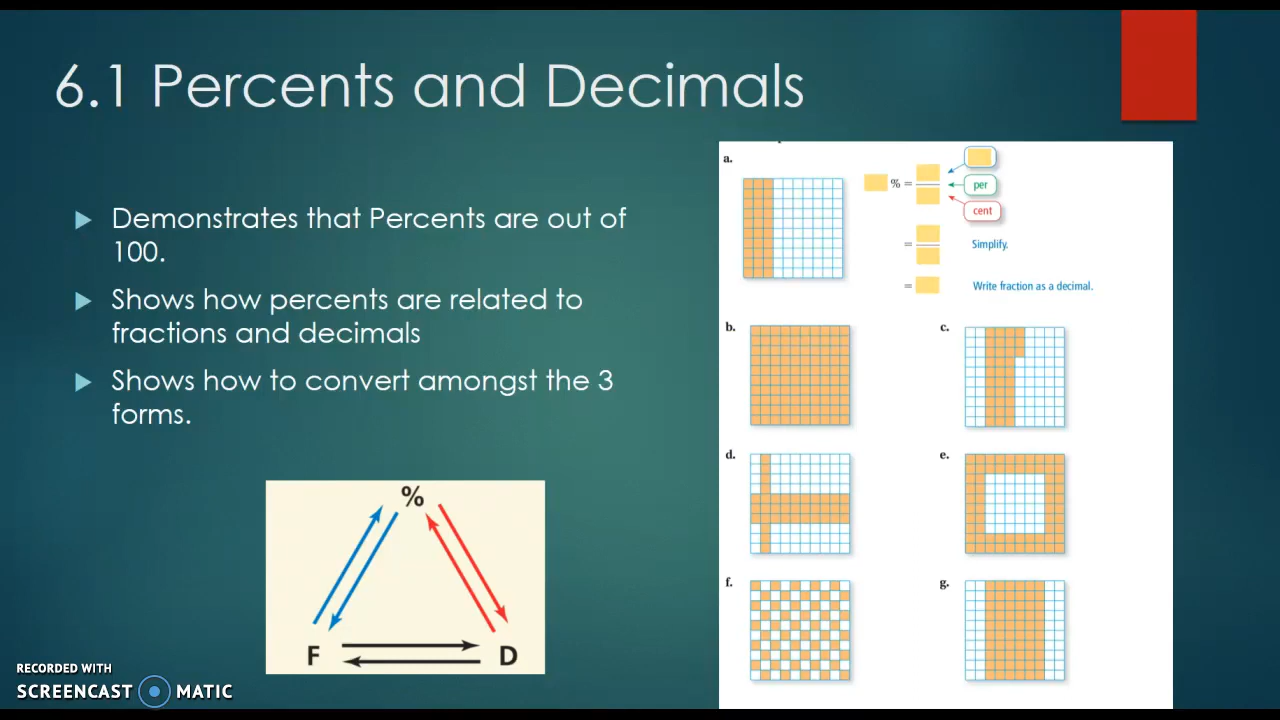 6.1 Percents and Decimals
Demonstrates that Percents are out of
100.
Shows how percents are related to
fractions and decimals
Shows how to convert amongst the 3
forms.
%
F
D
RECORDED WITH
SCREENCAST MATIC
a.
% =
per
cent
=
Simplify.
=
Write fraction as a decimal.
b.
c.
d.
e.
f.
g.